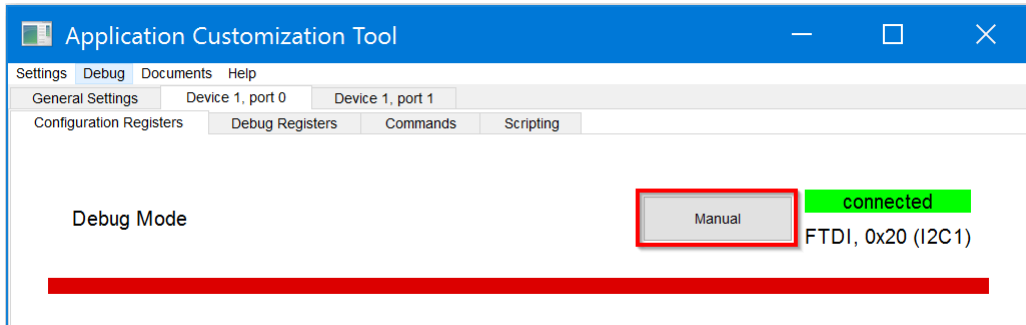 Application Customization Tool
Settings Debug Documents Help
General Settings Device 1, port 0 Device 1, port 1
Configuration Registers Debug Registers Commands Scripting
Debug Mode
Manual
connected
FTDI, 0x20 (I2C1)